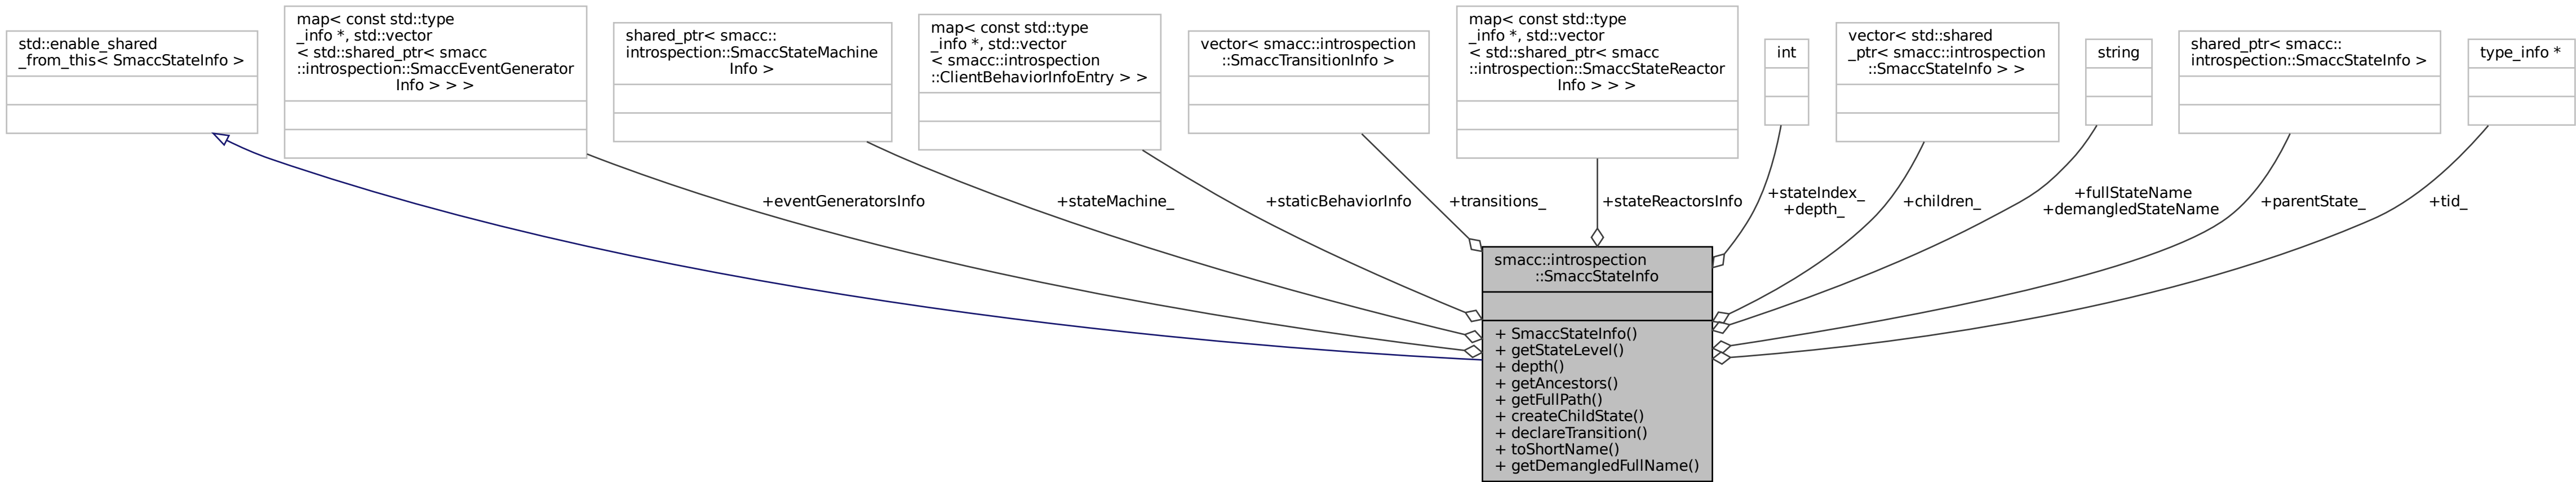 std::enable_shared
_from_this< SmaccStateInfo >
map< const std::type
_info *, std::vector
< std::shared_ptr< smacc
::introspection::SmaccEventGenerator
Info > > >
shared_ptr< smacc::
introspection::SmaccStateMachine
Info >
map< const std::type
_info *, std::vector
< smacc::introspection
::ClientBehaviorInfoEntry > >
vector< smacc::introspection
::SmaccTransitionInfo >
map< const std::type
_info *, std::vector
< std::shared_ptr< smacc
::introspection::SmaccStateReactor
Info > > >
int
vector< std::shared
_ptr< smacc::introspection
::SmaccStateInfo > >
string
shared_ptr< smacc::
introspection::SmaccStateInfo >
type_info *
+eventGeneratorsInfo
+stateMachine_
+staticBehaviorInfo
+transitions_
+stateReactorsInfo
+stateIndex_
+depth_
+children_
+fullStateName
+demangledStateName
+parentState_
+tid_
smacc::introspection
::SmaccStateInfo
+ SmaccStateInfo()
+ getStateLevel()
+ depth()
+ getAncestors()
+ getFullPath()
+ createChildState()
+ declareTransition()
+ toShortName()
+ getDemangledFullName()